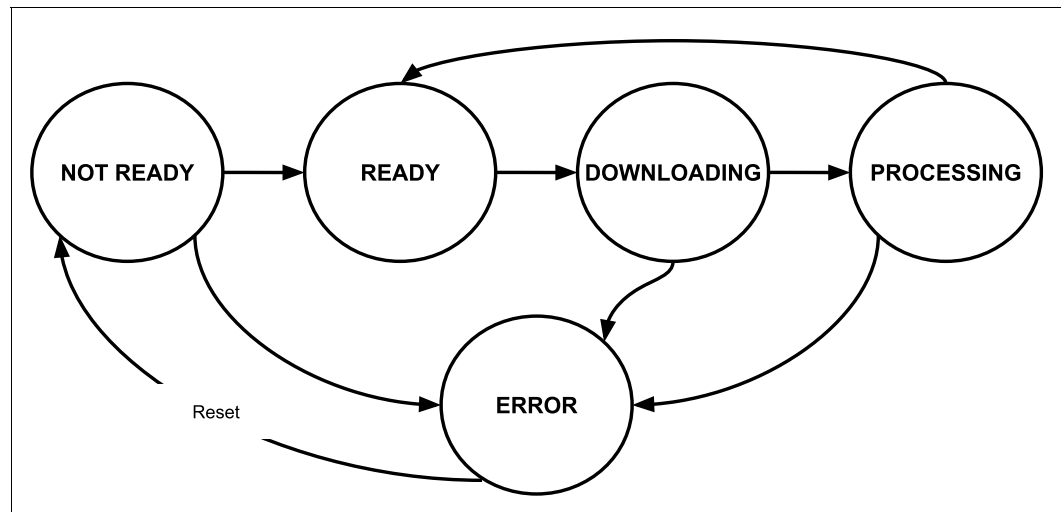 NOT READY
READY
DOWNLOADING
PROCESSING
ERROR
Reset